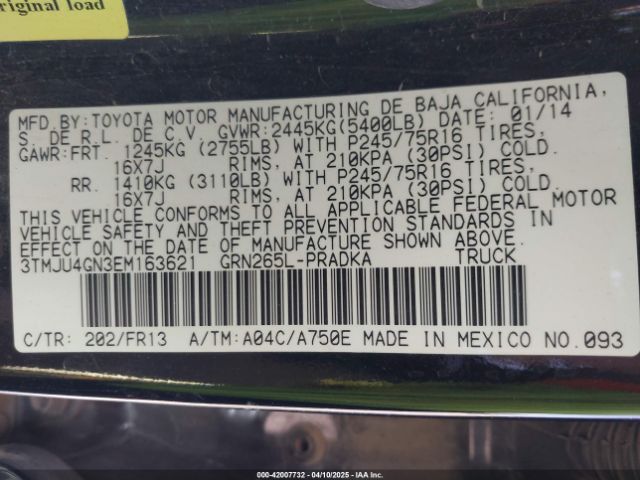 original load
MFD.BY:TOYOTA MOTOR MANUFACTURING DE BAJA CALIFORNIA,
S. DE R.L. DE C.V. GVWR:2445KG(5400LB) DATE: 01/14
GAWR:FRT. 1245KG (2755LB) WITH P245/75R16 TIRES,
16X7J RIMS, AT 210KPA (30PSI) COLD.
RR. 1410KG (3110LB) WITH P245/75R16 TIRES,
16X7J RIMS, AT 210KPA (30PSI) COLD.
THIS VEHICLE CONFORMS TO ALL APPLICABLE FEDERAL MOTOR
VEHICLE SAFETY AND THEFT PREVENTION STANDARDS IN
EFFECT ON THE DATE OF MANUFACTURE SHOWN ABOVE.
3TMJU4GN3EM163621 GRN265L-PRADKA TRUCK
C/TR: 202/FR13 A/TM:A04C/A750E MADE IN MEXICO NO.093
000-42007732 - 04/10/2025 - IAA Inc.